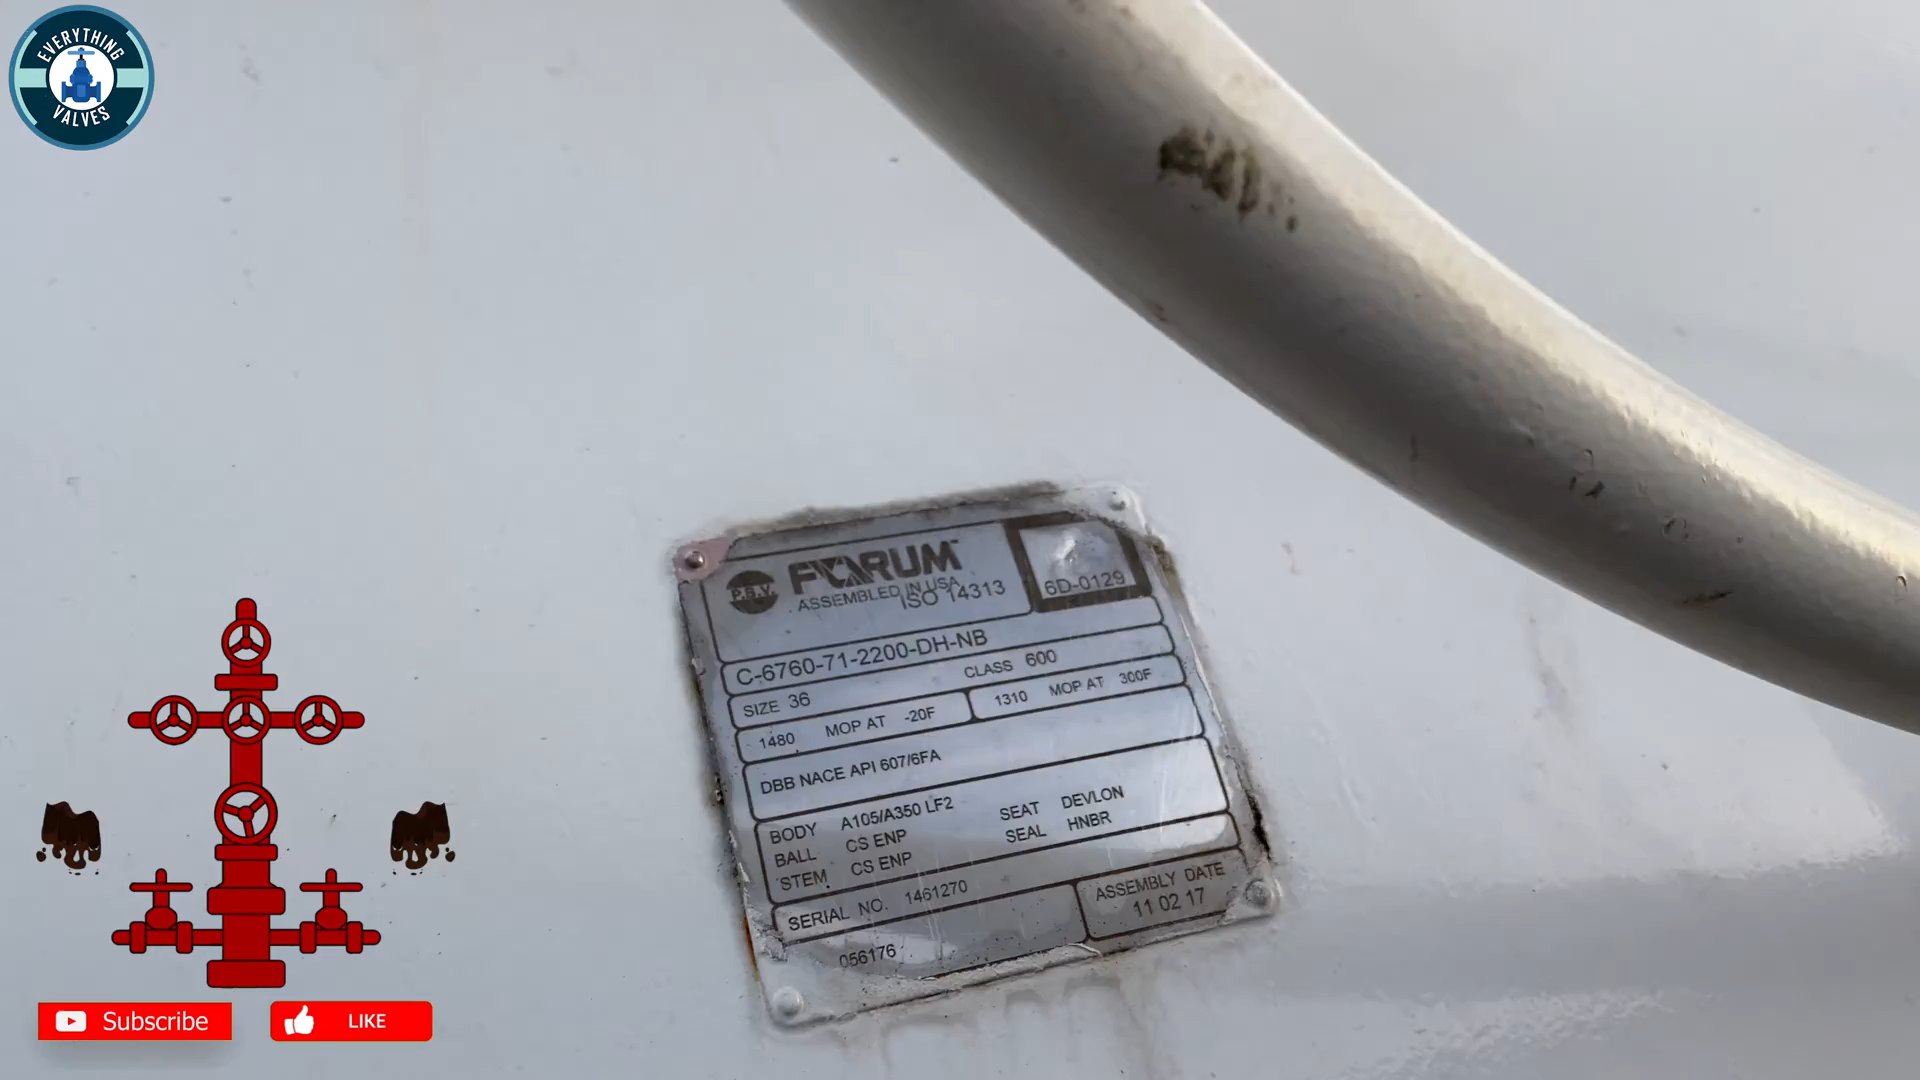 EVERYTHING
VALVES
P.B.V.
FORUM
ASSEMBLED IN USA
ISO 14313
6D-0129
C-6760-71-2200-DH-NB
SIZE 36
CLASS 600
1480 MOP AT -20F
1310 MOP AT 300F
DBB NACE API 607/6FA
BODY A105/A350 LF2
BALL CS ENP
STEM CS ENP
SEAT DEVLON
SEAL HNBR
SERIAL NO. 1461270
ASSEMBLY DATE
11 02 17
056176
Subscribe
LIKE